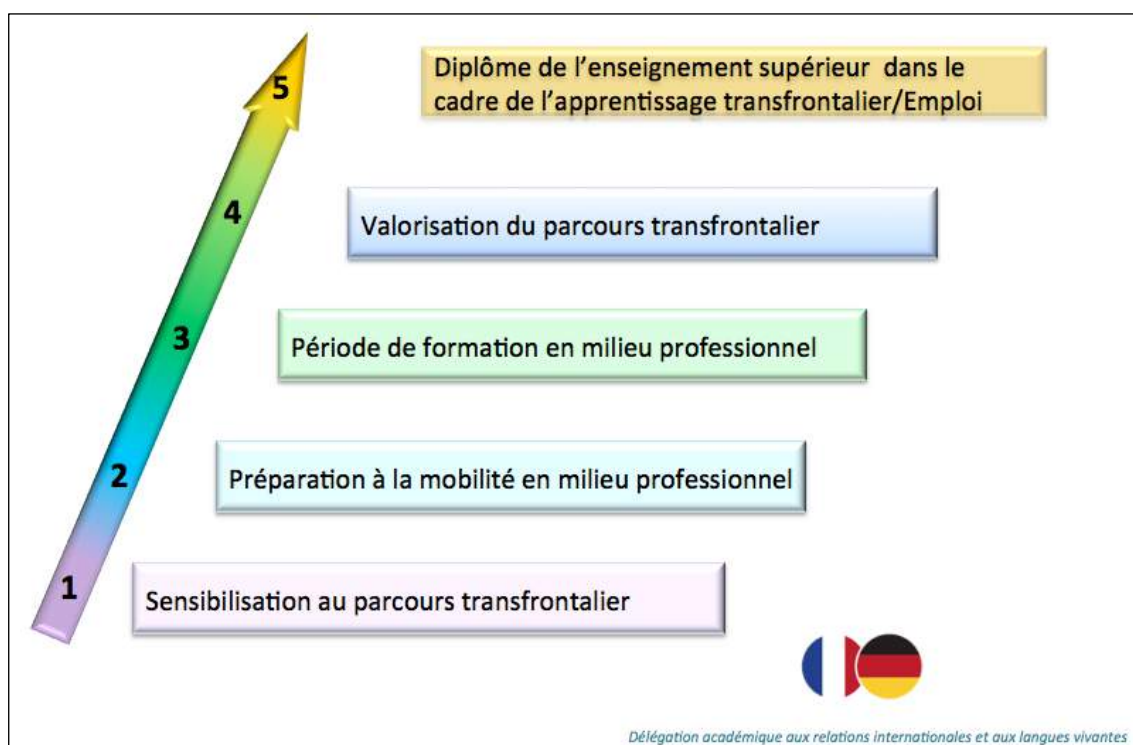 5
Diplôme de l’enseignement supérieur dans le
cadre de l’apprentissage transfrontalier/Emploi
4
Valorisation du parcours transfrontalier
3
Période de formation en milieu professionnel
2
Préparation à la mobilité en milieu professionnel
1
Sensibilisation au parcours transfrontalier
Délégation académique aux relations internationales et aux langues vivantes